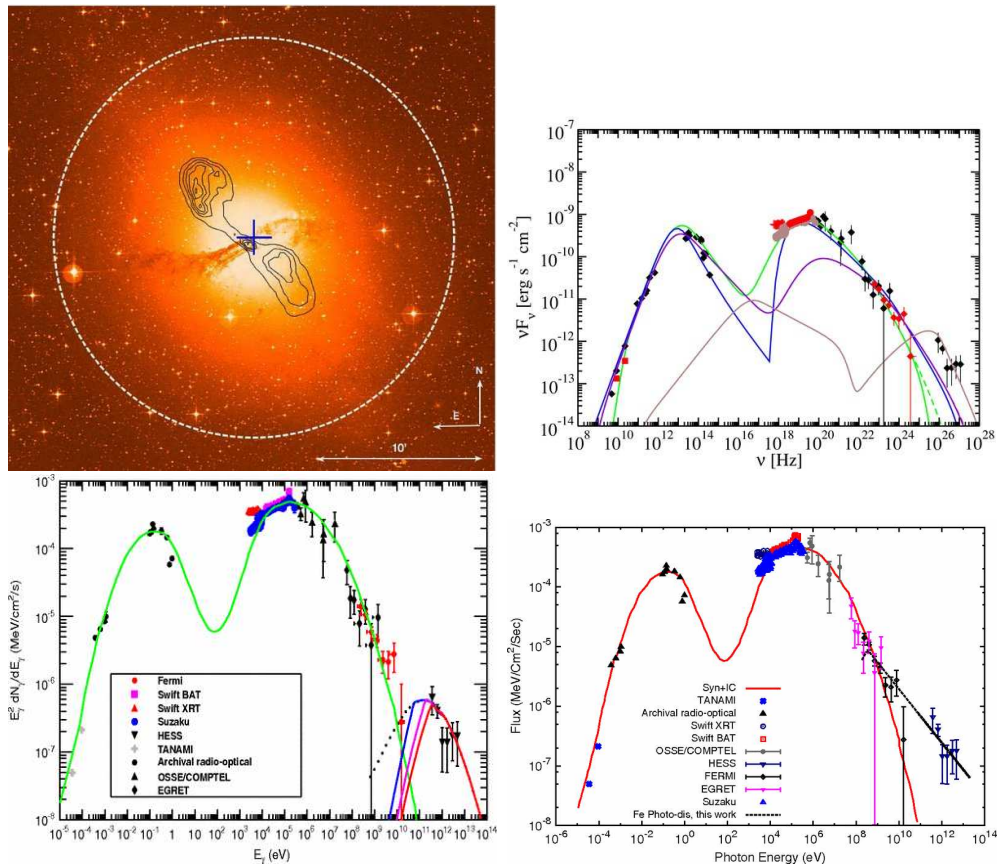 N
E
10'
νFν [erg s-1 cm-2]
10-7
10-8
10-9
10-10
10-11
10-12
10-13
10-14
10^8 10^10 10^12 10^14 10^16 10^18 10^20 10^22 10^24 10^26 10^28
ν [Hz]
E²γ dNγ/dEγ (MeV/cm²/s)
10-3
10-4
10-5
10-6
10-7
10-8
Fermi
Swift BAT
Swift XRT
Suzaku
HESS
TANAMI
Archival radio-optical
OSSE/COMPTEL
EGRET
10-5 10-4 10-3 10-2 10-1 1 10^1 10^2 10^3 10^4 10^5 10^6 10^7 10^8 10^9 10^10 10^11 10^12 10^13 10^14
Eγ (eV)
Flux (MeV/Cm²/Sec)
10-3
10-4
10-5
10-6
10-7
10-8
Syn+IC
TANAMI
Archival radio-optical
Swift XRT
Swift BAT
OSSE/COMPTEL
HESS
FERMI
EGRET
Suzaku
Fe Photo-dis, this work
10-6 10-4 10-2 10^0 10^2 10^4 10^6 10^8 10^10 10^12 10^14
Photon Energy (eV)